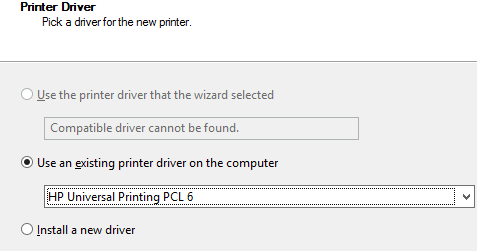 Printer Driver
Pick a driver for the new printer.
Use the printer driver that the wizard selected
Compatible driver cannot be found.
Use an existing printer driver on the computer
HP Universal Printing PCL 6
Install a new driver